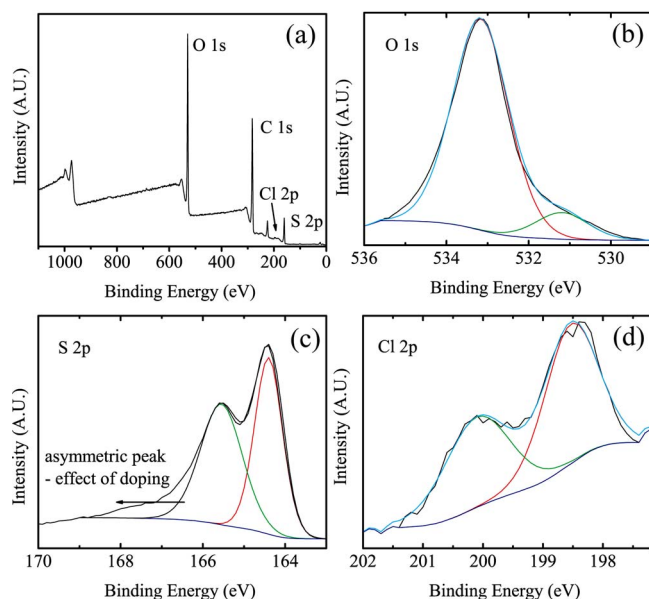 (a)
O 1s
C 1s
Cl 2p
S 2p
Intensity (A.U.)
1000 800 600 400 200 0
Binding Energy (eV)
(b)
O 1s
Intensity (A.U.)
536 533 530
Binding Energy (eV)
(c)
S 2p
asymmetric peak
- effect of doping
Intensity (A.U.)
170 168 166 164
Binding Energy (eV)
(d)
Cl 2p
Intensity (A.U.)
202 201 200 199 198
Binding Energy (eV)